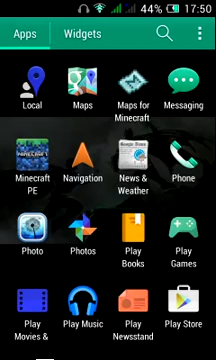 44% 17:50
Apps Widgets
Local Maps Maps for Minecraft Messaging
Minecraft PE Navigation News & Weather Phone
Photo Photos Play Books Play Games
Play Movies & Play Music Play Newsstand Play Store